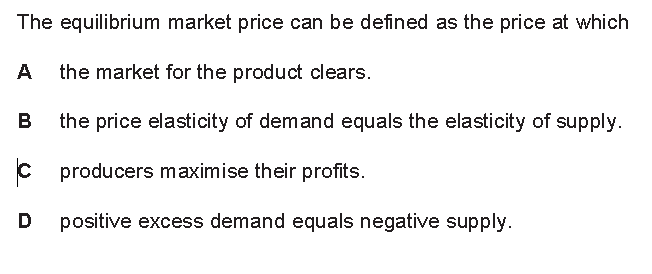 The equilibrium market price can be defined as the price at which
A the market for the product clears.
B the price elasticity of demand equals the elasticity of supply.
C producers maximise their profits.
D positive excess demand equals negative supply.